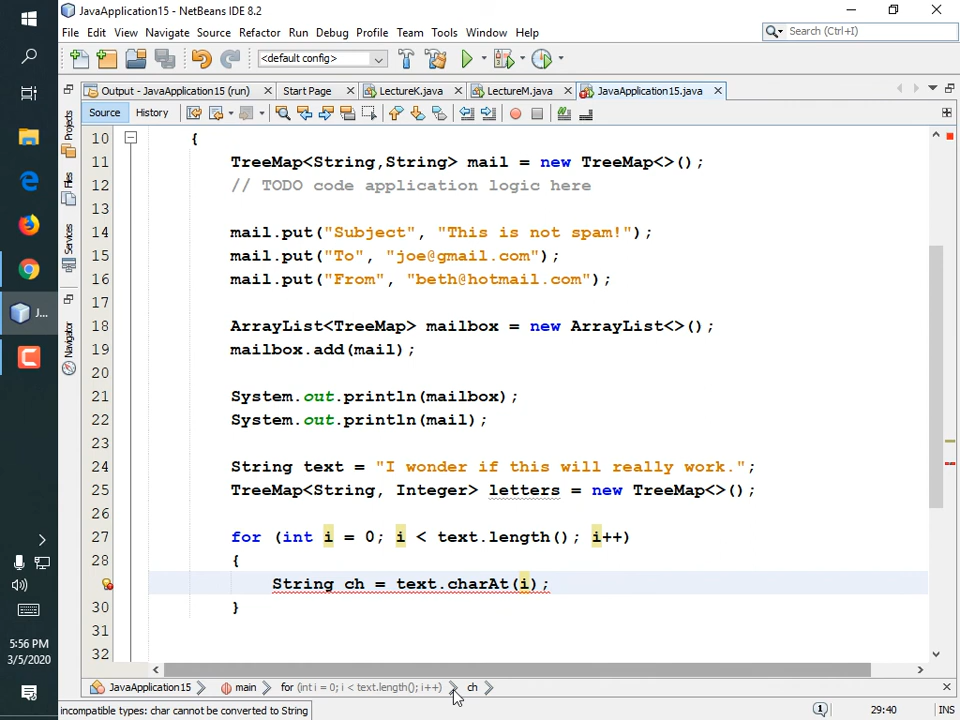 JavaApplication15 - NetBeans IDE 8.2
File Edit View Navigate Source Refactor Run Debug Profile Team Tools Window Help
Search (Ctrl+I)
<default config>
Output - JavaApplication15 (run)
Start Page
LectureK.java
LectureM.java
JavaApplication15.java
Source
History
Projects
Files
Services
Navigator
10 {
11 TreeMap<String,String> mail = new TreeMap<>();
12 // TODO code application logic here
13
14 mail.put("Subject", "This is not spam!");
15 mail.put("To", "joe@gmail.com");
16 mail.put("From", "beth@hotmail.com");
17
18 ArrayList<TreeMap> mailbox = new ArrayList<>();
19 mailbox.add(mail);
20
21 System.out.println(mailbox);
22 System.out.println(mail);
23
24 String text = "I wonder if this will really work.";
25 TreeMap<String, Integer> letters = new TreeMap<>();
26
27 for (int i = 0; i < text.length(); i++)
28 {
String ch = text.charAt(i);
30 }
31
32
J...
5:56 PM
3/5/2020
JavaApplication15 main for (int i = 0; i < text.length(); i++) ch
incompatible types: char cannot be converted to String
1
29:40
INS